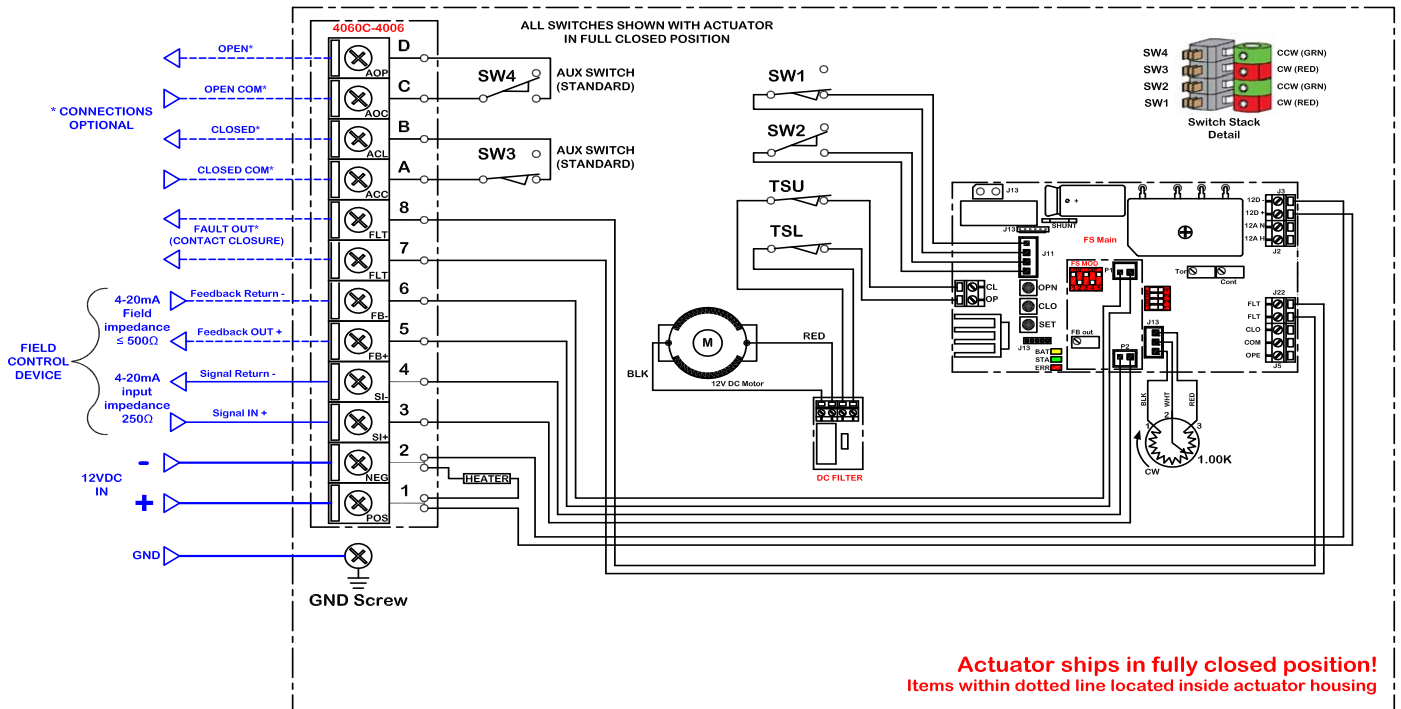 4060C-4006
ALL SWITCHES SHOWN WITH ACTUATOR
IN FULL CLOSED POSITION
OPEN*
OPEN COM*
* CONNECTIONS
OPTIONAL
CLOSED*
CLOSED COM*
FAULT OUT*
(CONTACT CLOSURE)
FIELD
CONTROL
DEVICE
4-20mA
Field
impedance
≤ 500Ω
Feedback Return -
Feedback OUT +
4-20mA
input
impedance
250Ω
Signal Return -
Signal IN +
12VDC
IN
-
+
GND
D
AOP
C
AOC
B
ACL
A
ACC
8
FLT
7
FLT
6
FB-
5
FB+
4
SI-
3
SI+
2
NEG
1
POS
GND Screw
SW4
AUX SWITCH
(STANDARD)
SW3
AUX SWITCH
(STANDARD)
HEATER
SW1
SW2
TSU
TSL
M
RED
BLK
12V DC Motor
DC FILTER
SW4
SW3
SW2
SW1
CCW (GRN)
CW (RED)
CCW (GRN)
CW (RED)
Switch Stack
Detail
J13
+
SHUNT
J13
FS Main
J11
J3
12D -
12D +
12A N
12A H
J2
FS MOD
P1
Tor
Cont
CL
OP
OPN
CLO
SET
J13
FB out
BAT
STA
ERR
P2
J13
J22
FLT
FLT
CLO
COM
OPE
J5
BLK
WHT
RED
1
2
3
CW
1.00K
Actuator ships in fully closed position!
Items within dotted line located inside actuator housing